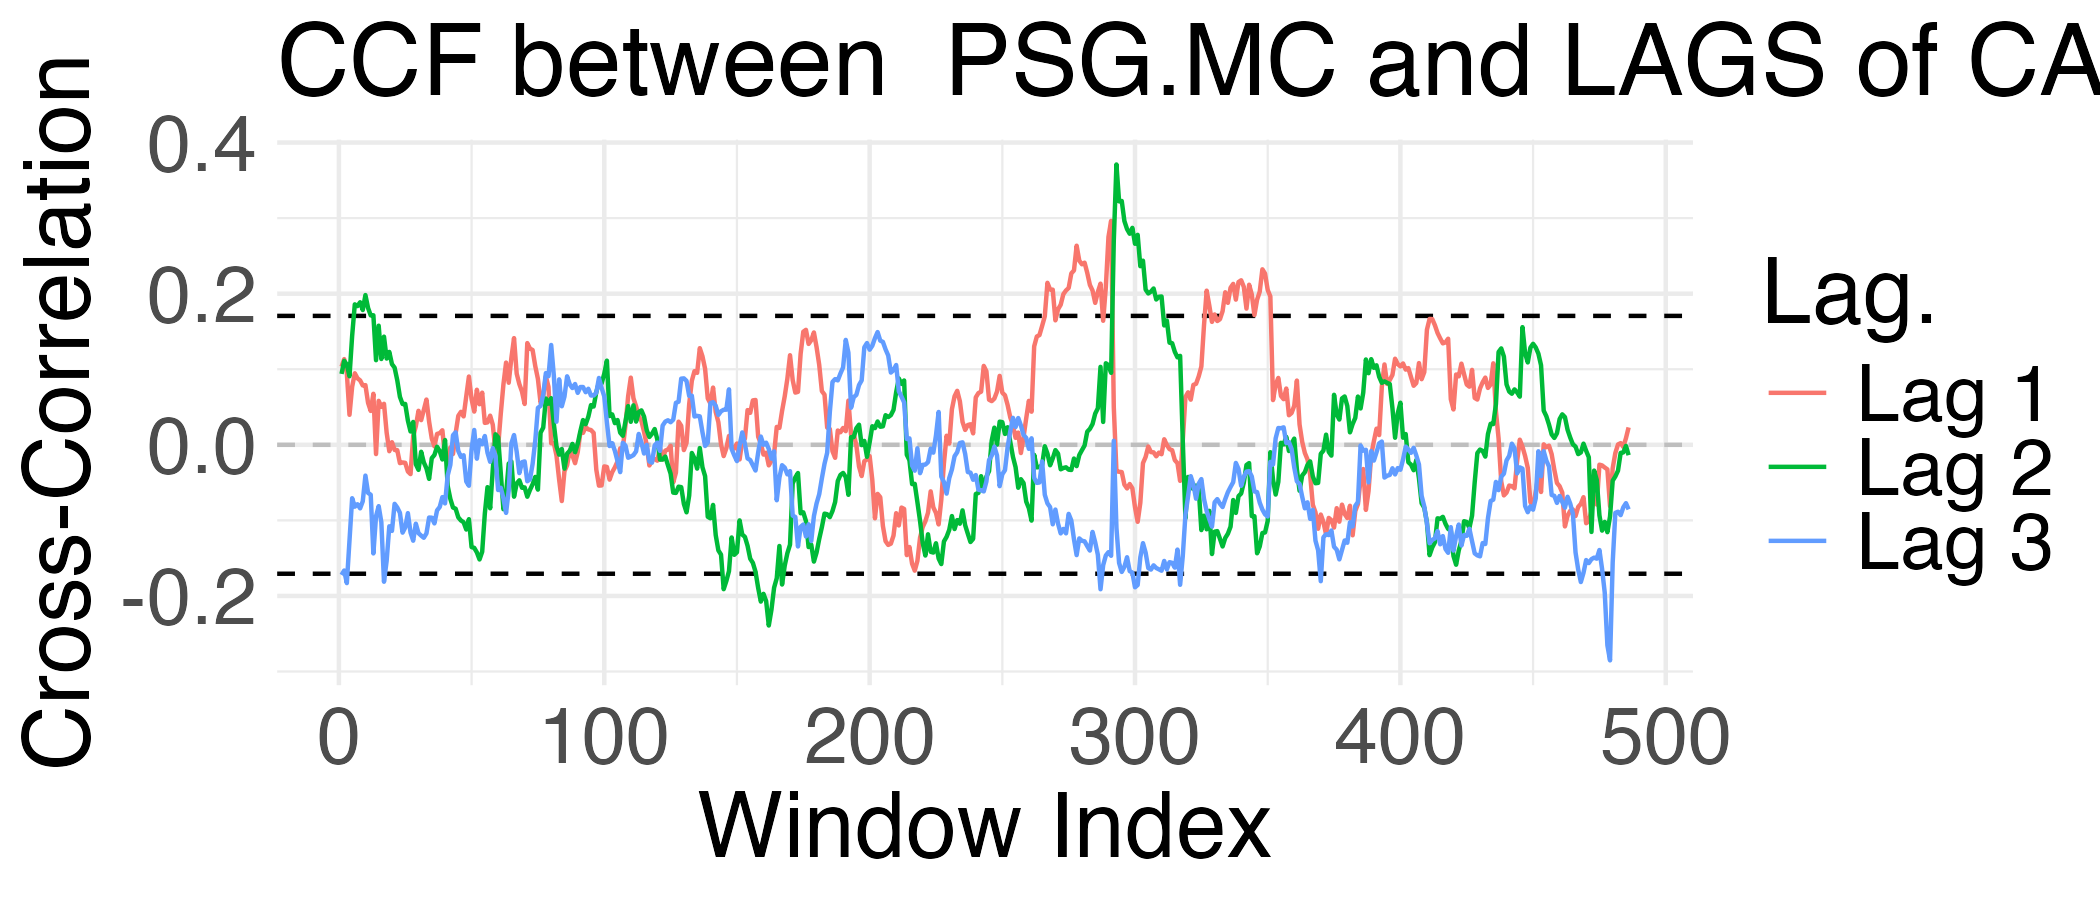 CCF between PSG.MC and LAGS of CA
Cross-Correlation
0.4
0.2
0.0
-0.2
0 100 200 300 400 500
Window Index
Lag.
Lag 1
Lag 2
Lag 3